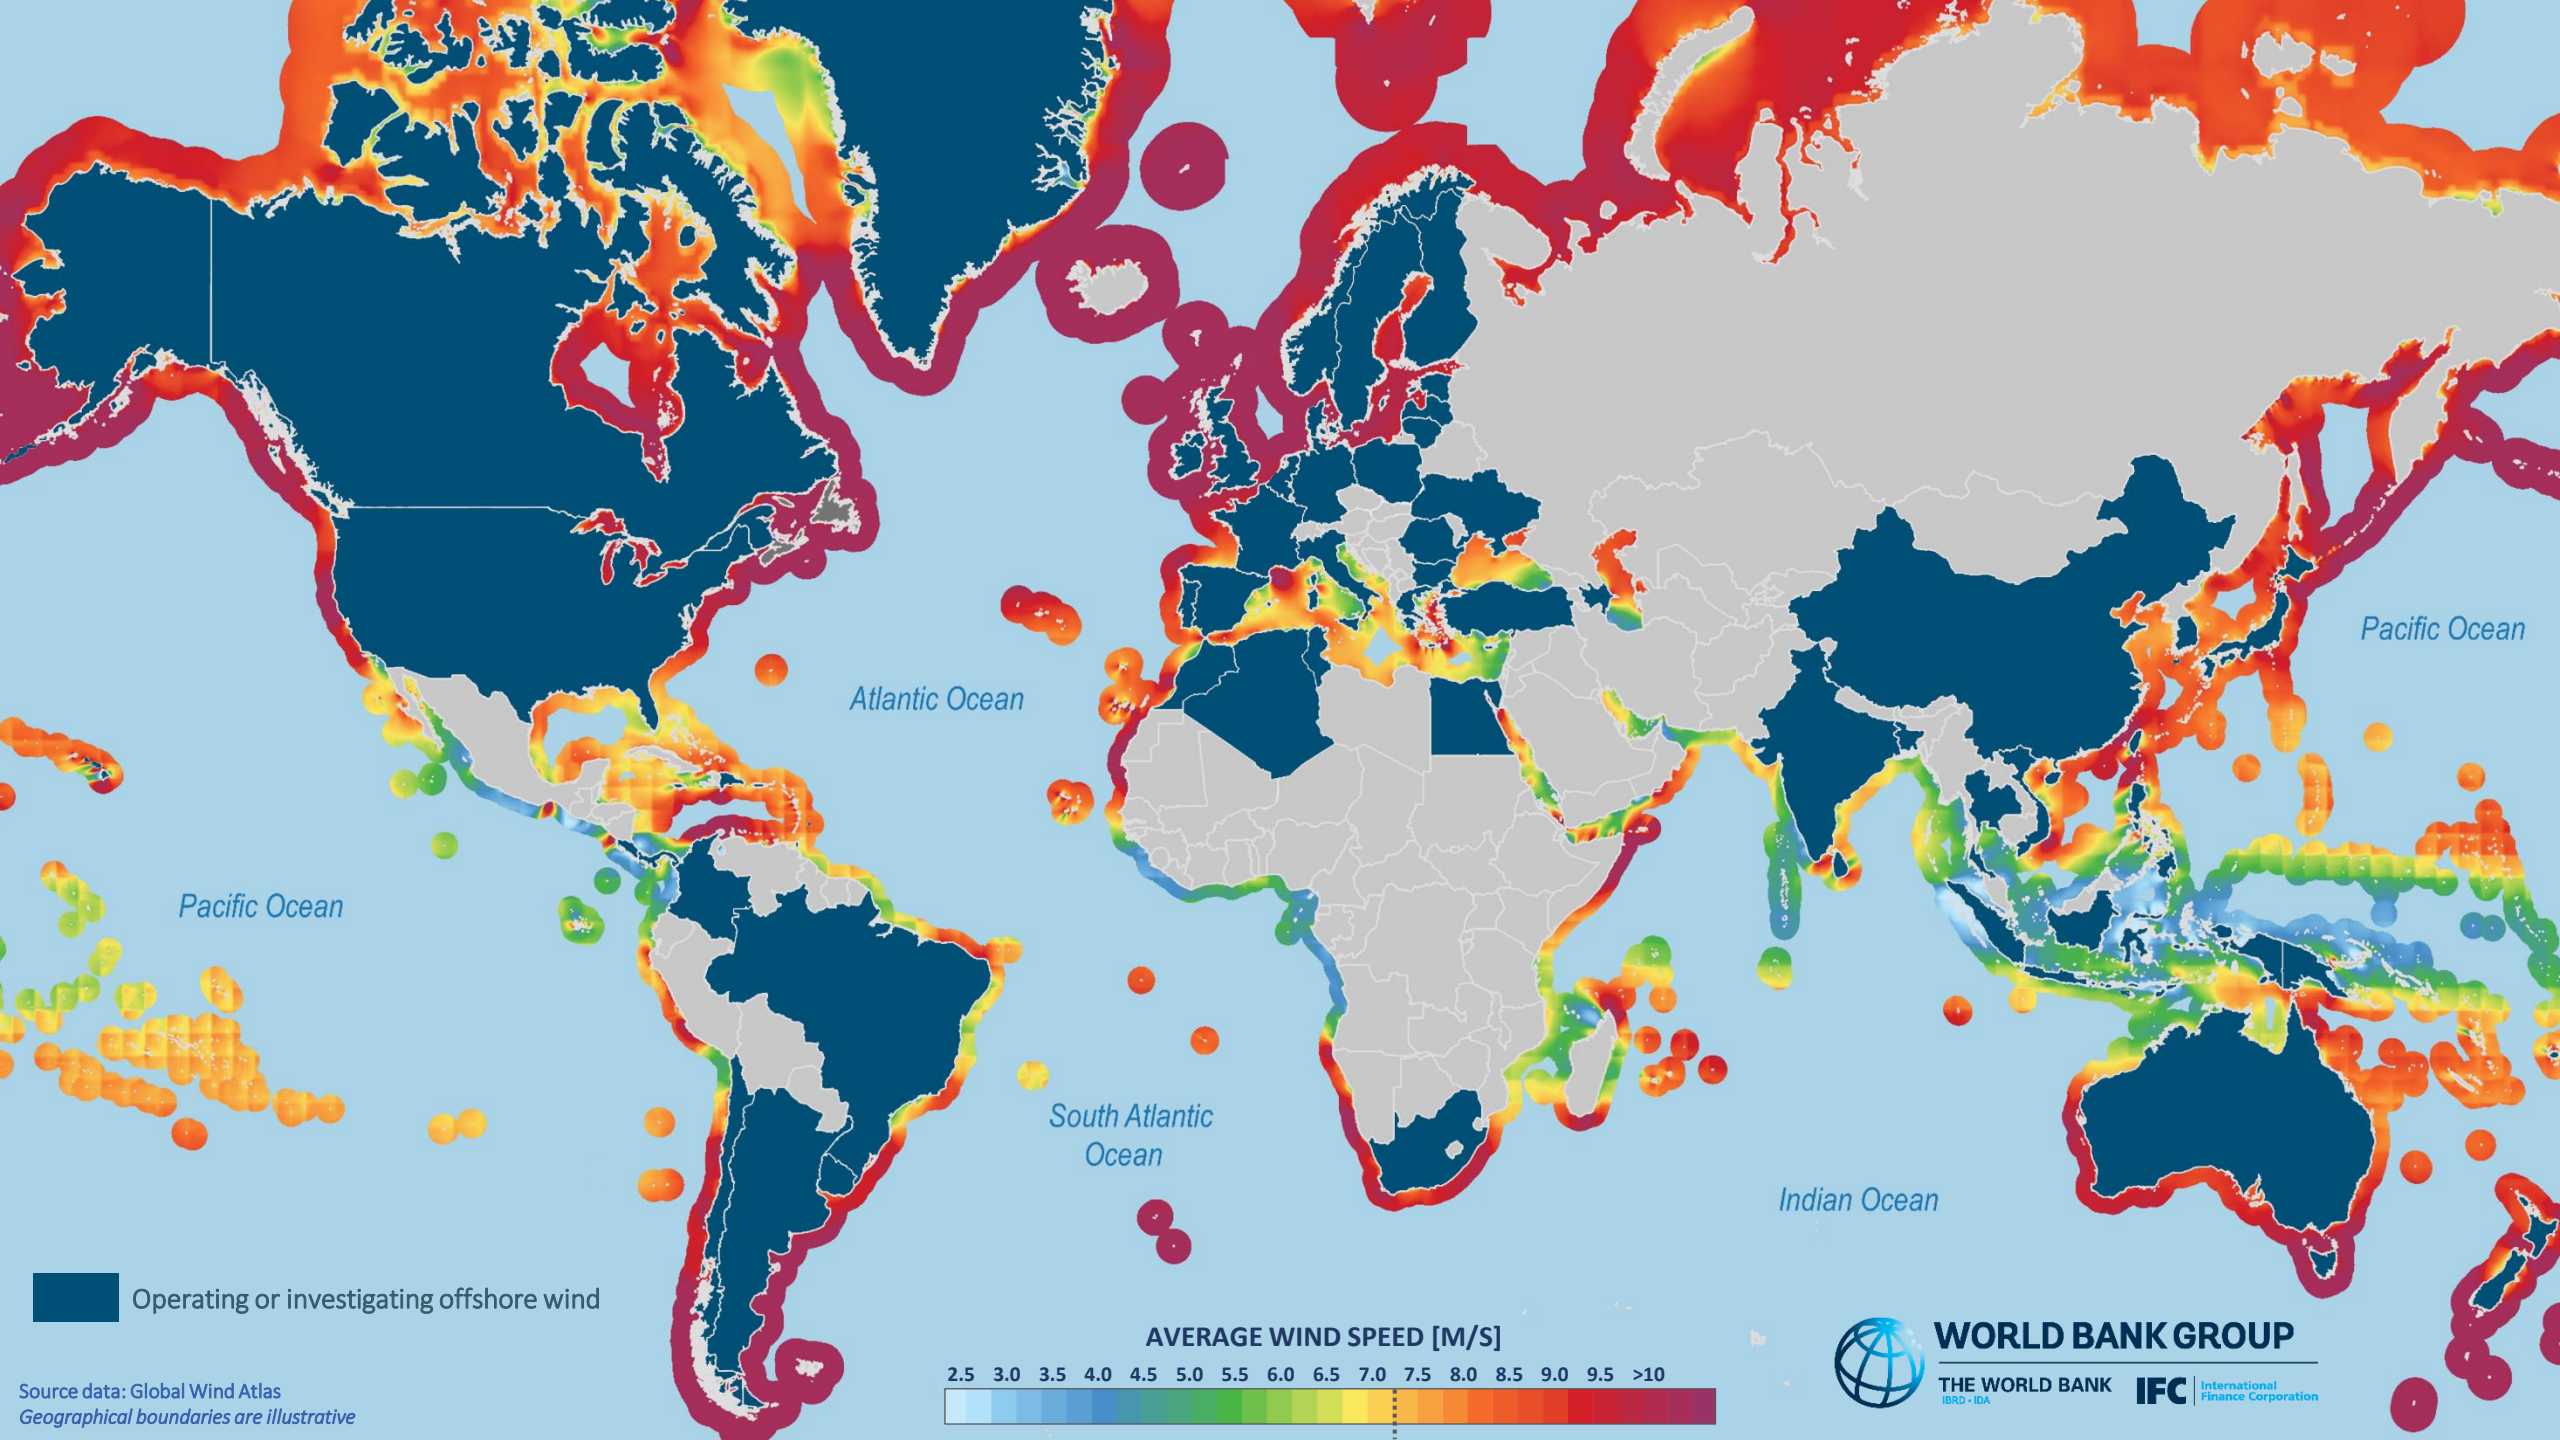 Pacific Ocean
Atlantic Ocean
Pacific Ocean
South Atlantic
Ocean
Indian Ocean
Operating or investigating offshore wind
AVERAGE WIND SPEED [M/S]
2.5 3.0 3.5 4.0 4.5 5.0 5.5 6.0 6.5 7.0 7.5 8.0 8.5 9.0 9.5 >10
Source data: Global Wind Atlas
Geographical boundaries are illustrative
WORLD BANK GROUP
THE WORLD BANK
IBRD • IDA
IFC
International
Finance Corporation